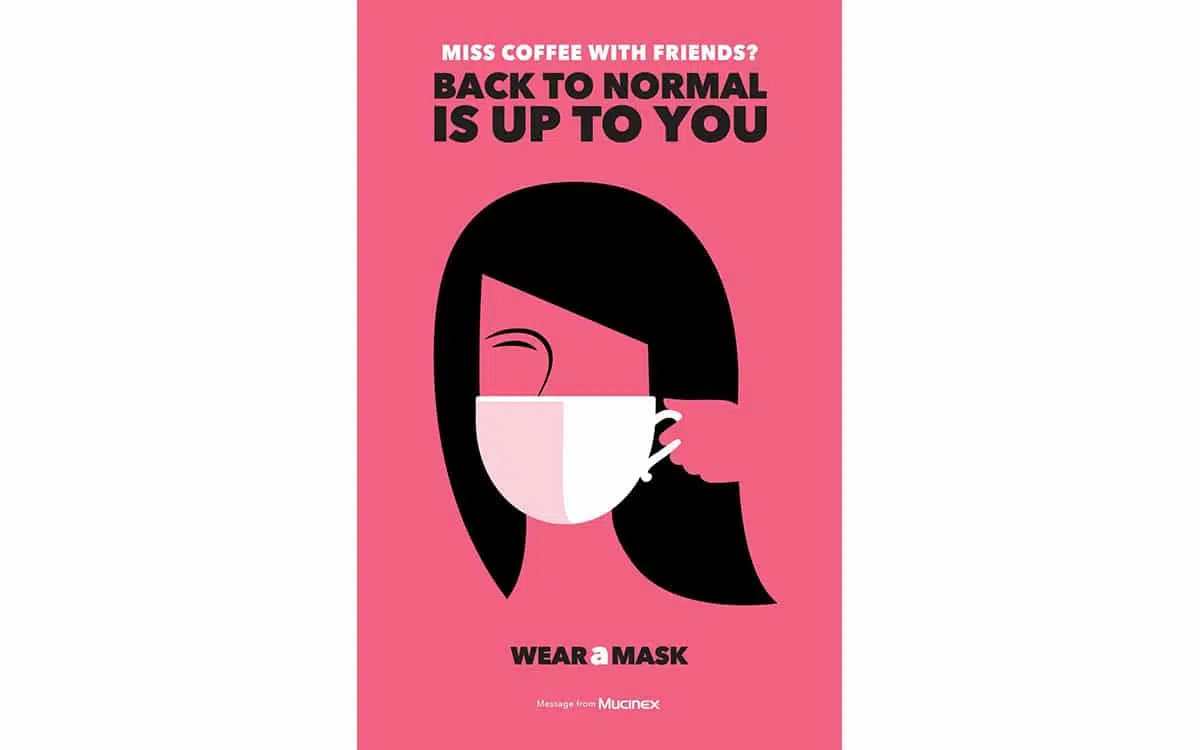 MISS COFFEE WITH FRIENDS?
BACK TO NORMAL
IS UP TO YOU
WEAR a MASK
Message from Mucinex